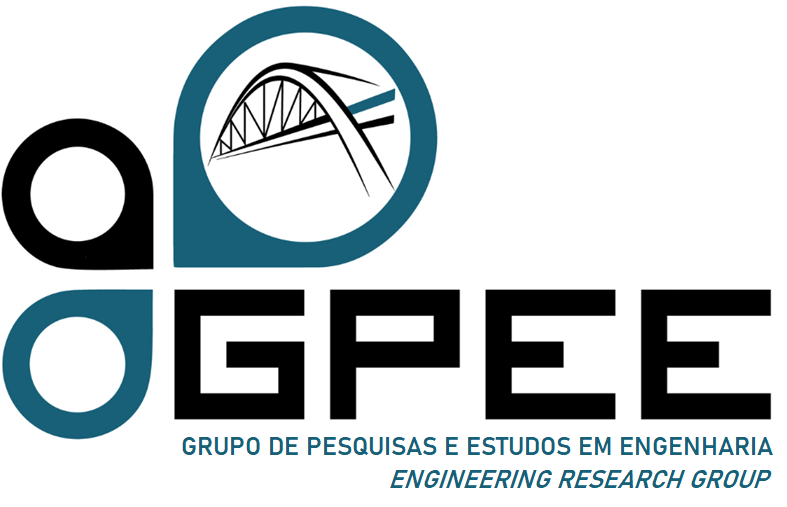 GPEE
GRUPO DE PESQUISAS E ESTUDOS EM ENGENHARIA
ENGINEERING RESEARCH GROUP